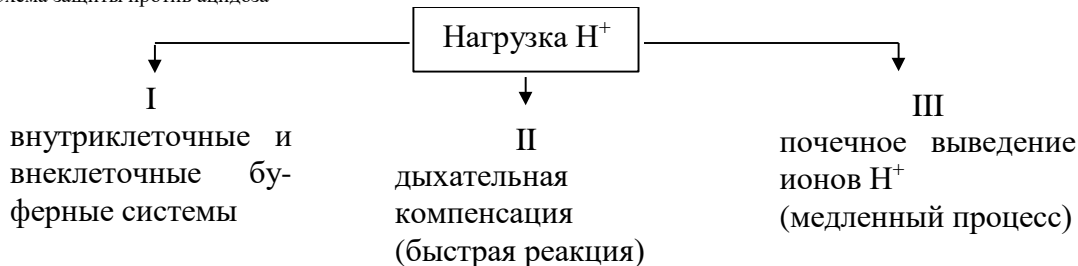 схема защиты против ацидоза
Нагрузка H⁺
I
внутриклеточные и
внеклеточные бу-
ферные системы
II
дыхательная
компенсация
(быстрая реакция)
III
почечное выведение
ионов H⁺
(медленный процесс)